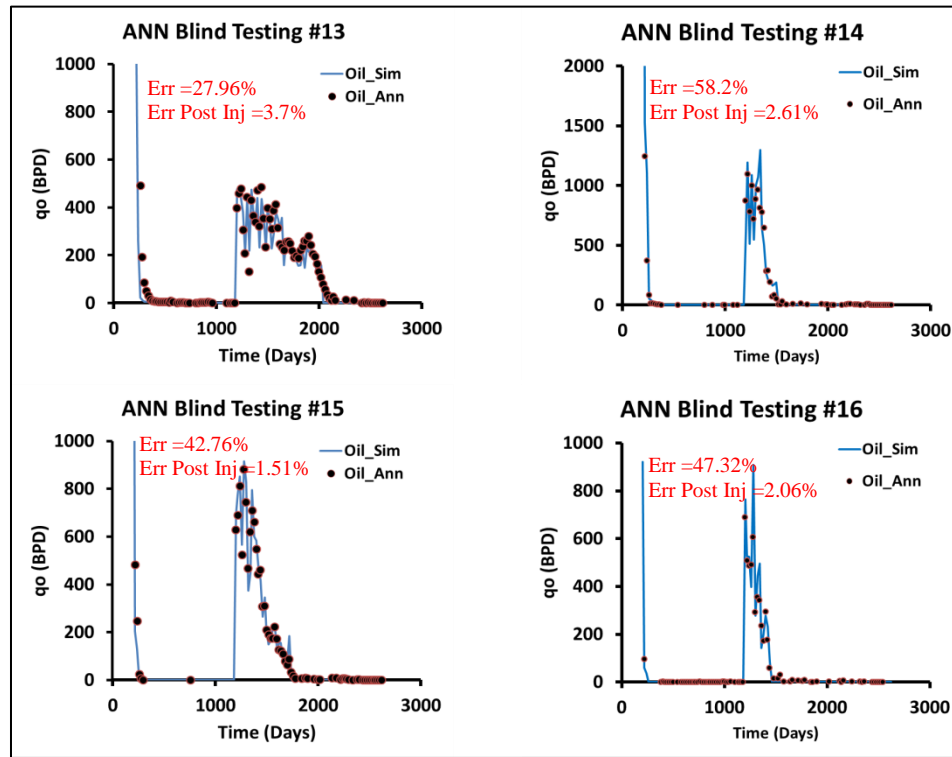 ANN Blind Testing #13
1000
800
600
400
200
0
0
1000
2000
3000
qo (BPD)
Time (Days)
Err =27.96%
Err Post Inj =3.7%
Oil_Sim
Oil_Ann
ANN Blind Testing #14
2000
1500
1000
500
0
0
1000
2000
3000
qo (BPD)
Time (Days)
Err =58.2%
Err Post Inj =2.61%
Oil_Sim
Oil_Ann
ANN Blind Testing #15
1000
800
600
400
200
0
0
1000
2000
3000
qo (BPD)
Time (Days)
Err =42.76%
Err Post Inj =1.51%
Oil_Sim
Oil_Ann
ANN Blind Testing #16
1000
800
600
400
200
0
0
1000
2000
3000
qo (BPD)
Time (Days)
Err =47.32%
Err Post Inj =2.06%
Oil_Sim
Oil_Ann